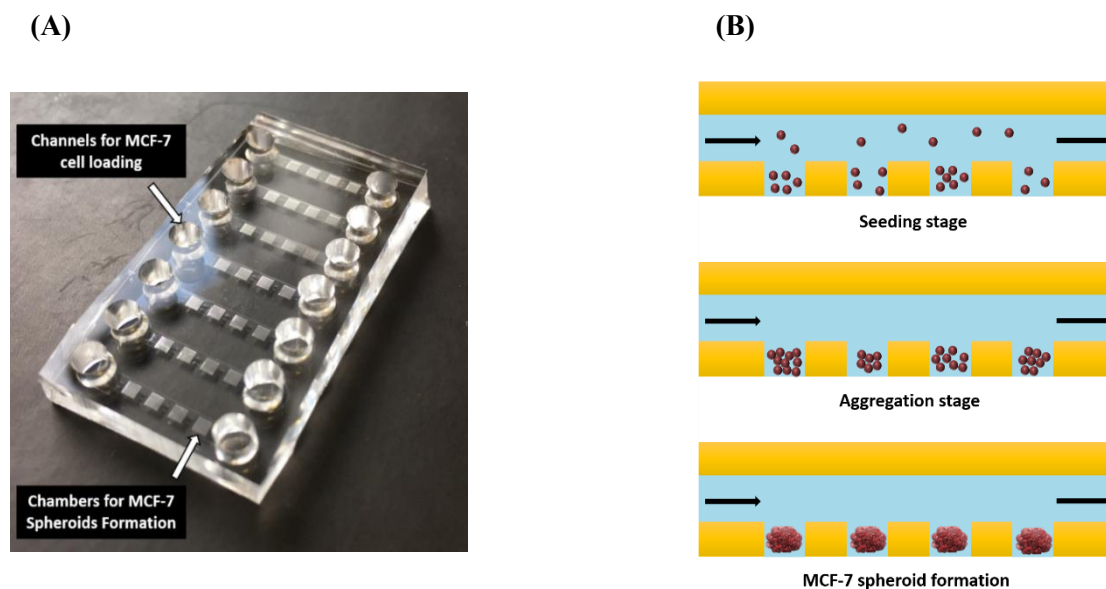 (A)
(B)
Channels for MCF-7
cell loading
Chambers for MCF-7
Spheroids Formation
Seeding stage
Aggregation stage
MCF-7 spheroid formation